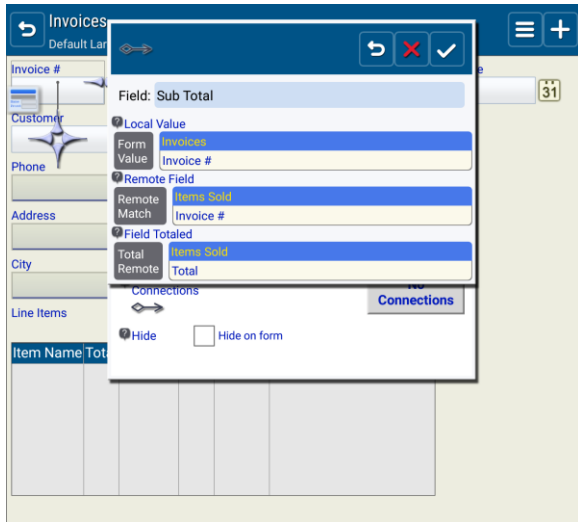 Invoices
Default Lar
Invoice #
e
31
Customer
Phone
Address
City
Line Items
Item Name Tota
Field: Sub Total
Local Value
Form Value
Invoices
Invoice #
Remote Field
Remote Match
Items Sold
Invoice #
Field Totaled
Total Remote
Items Sold
Total
Connections
Connections
Hide
Hide on form